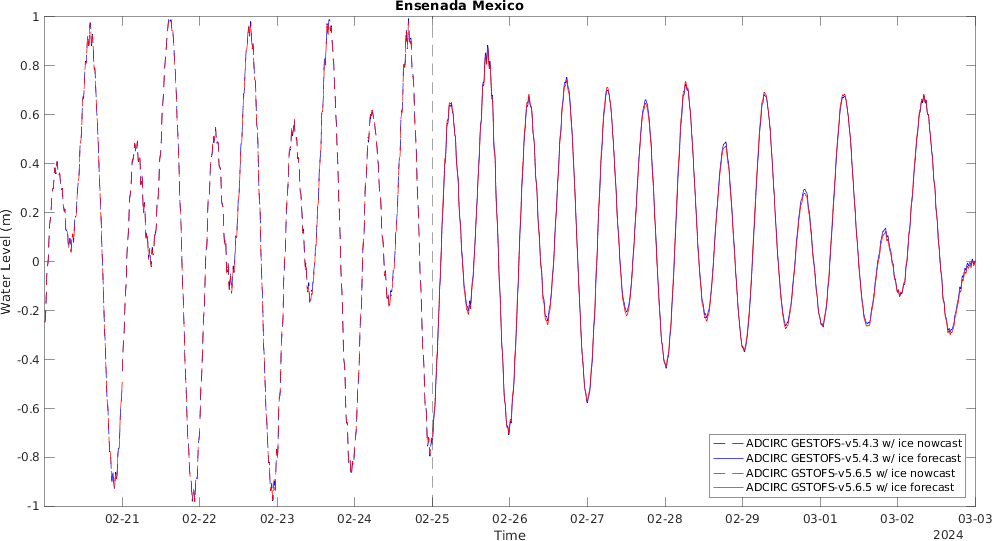 Ensenada Mexico
1
0.8
0.6
0.4
0.2
0
-0.2
-0.4
-0.6
-0.8
-1
Water Level (m)
ADCIRC GESTOFS-v5.4.3 w/ ice nowcast
ADCIRC GESTOFS-v5.4.3 w/ ice forecast
ADCIRC GSTOFS-v5.6.5 w/ ice nowcast
ADCIRC GSTOFS-v5.6.5 w/ ice forecast
02-21 02-22 02-23 02-24 02-25 02-26 02-27 02-28 02-29 03-01 03-02 03-03
Time
2024